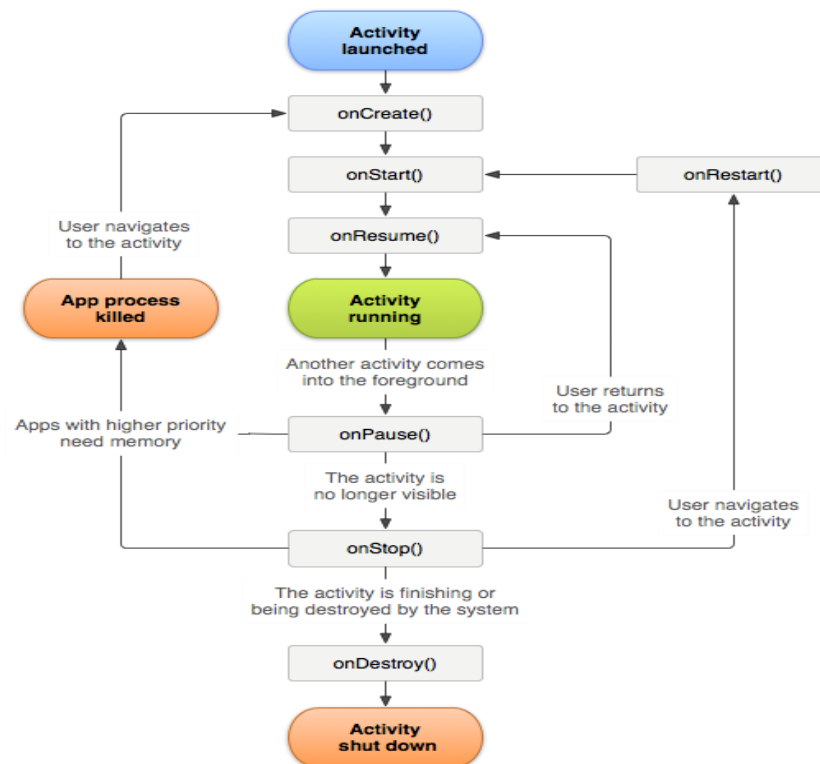 Activity
launched
onCreate()
onStart()
onRestart()
onResume()
User navigates
to the activity
App process
killed
Activity
running
Another activity comes
into the foreground
User returns
to the activity
Apps with higher priority
need memory
onPause()
The activity is
no longer visible
User navigates
to the activity
onStop()
The activity is finishing or
being destroyed by the system
onDestroy()
Activity
shut down